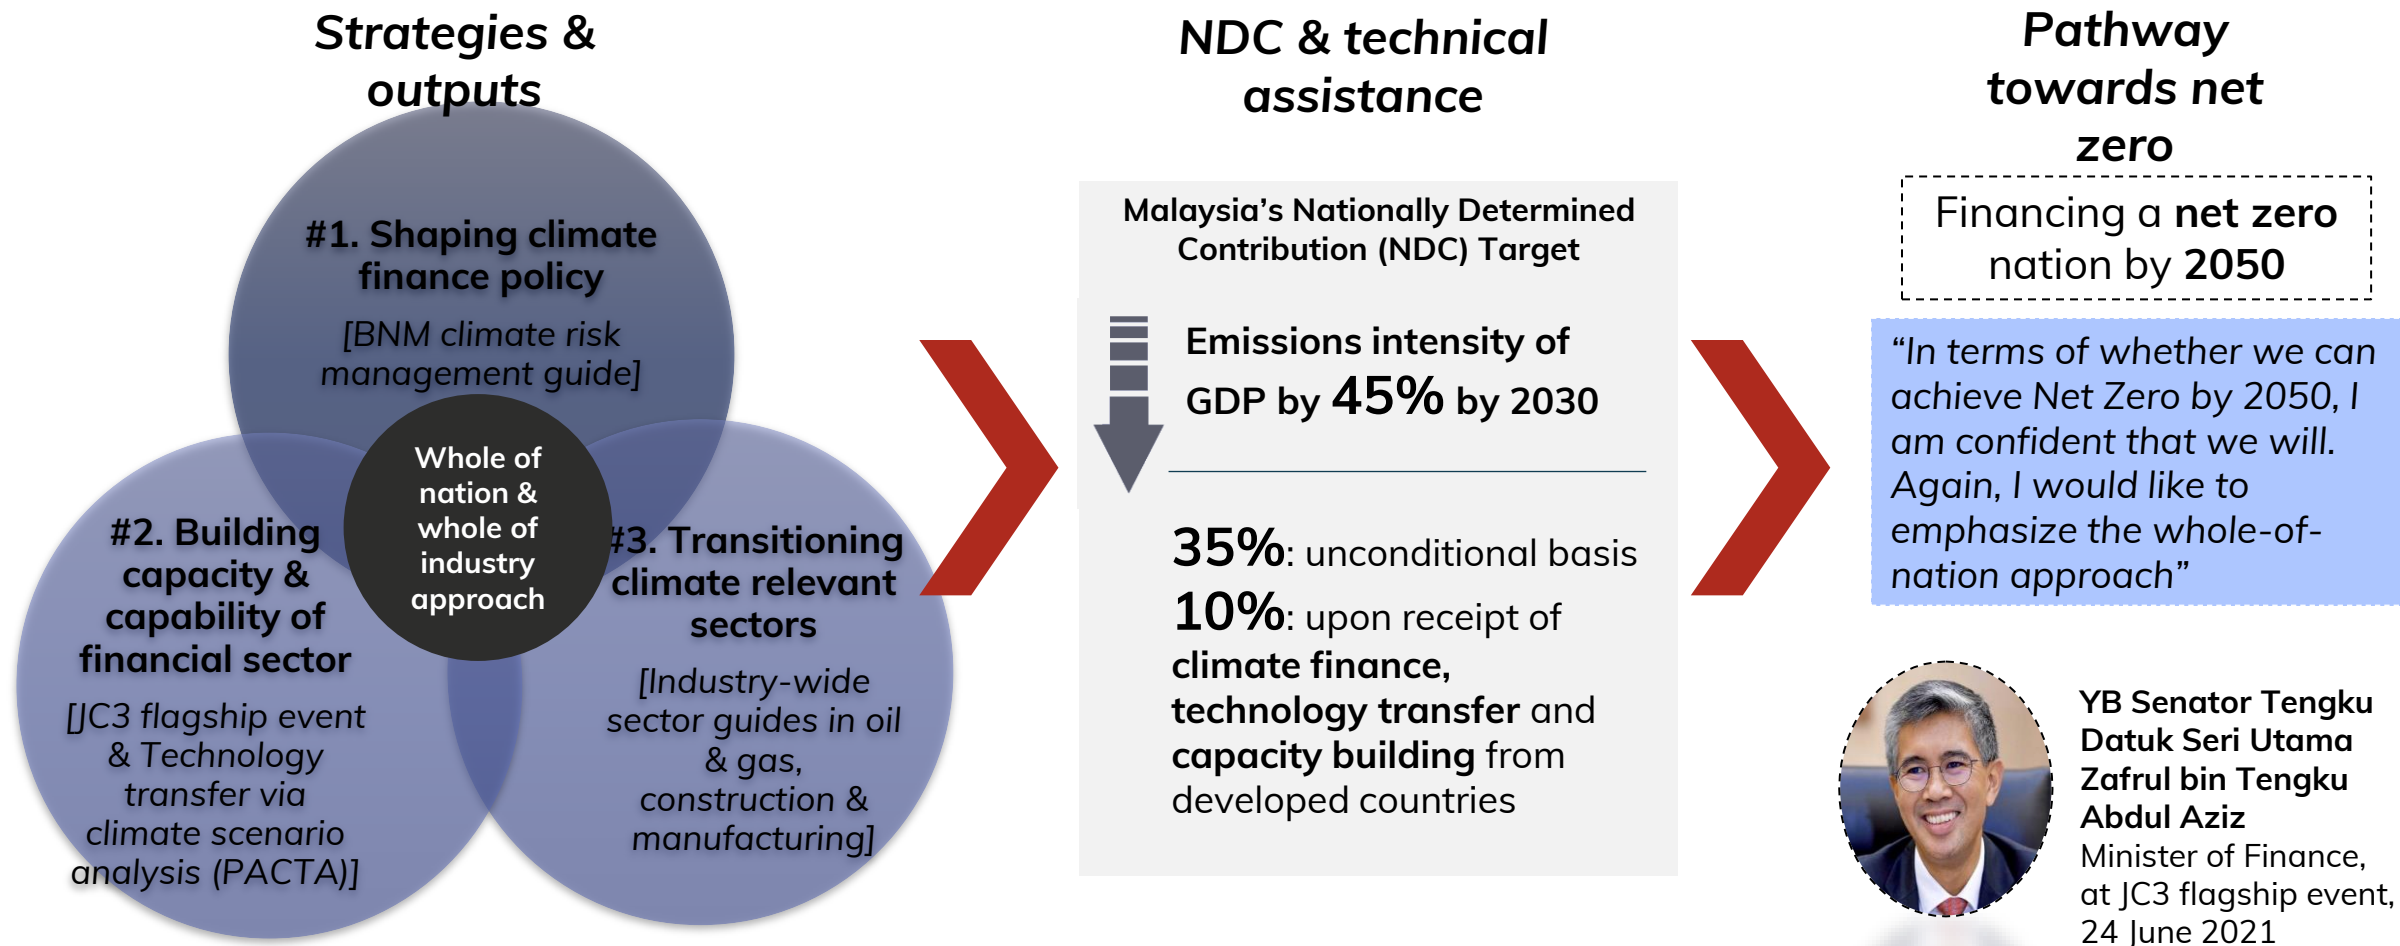 Strategies &
outputs
#1. Shaping climate
finance policy
[BNM climate risk
management guide]
Whole of
nation &
whole of
industry
approach
#2. Building
capacity &
capability of
financial sector
[JC3 flagship event
& Technology
transfer via
climate scenario
analysis (PACTA)]
#3. Transitioning
climate relevant
sectors
[Industry-wide
sector guides in oil
& gas,
construction &
manufacturing]
NDC & technical
assistance
Malaysia’s Nationally Determined
Contribution (NDC) Target
Emissions intensity of
GDP by 45% by 2030
35%: unconditional basis
10%: upon receipt of
climate finance,
technology transfer and
capacity building from
developed countries
Pathway
towards net
zero
Financing a net zero
nation by 2050
“In terms of whether we can
achieve Net Zero by 2050, I
am confident that we will.
Again, I would like to
emphasize the whole-of-
nation approach”
YB Senator Tengku
Datuk Seri Utama
Zafrul bin Tengku
Abdul Aziz
Minister of Finance,
at JC3 flagship event,
24 June 2021